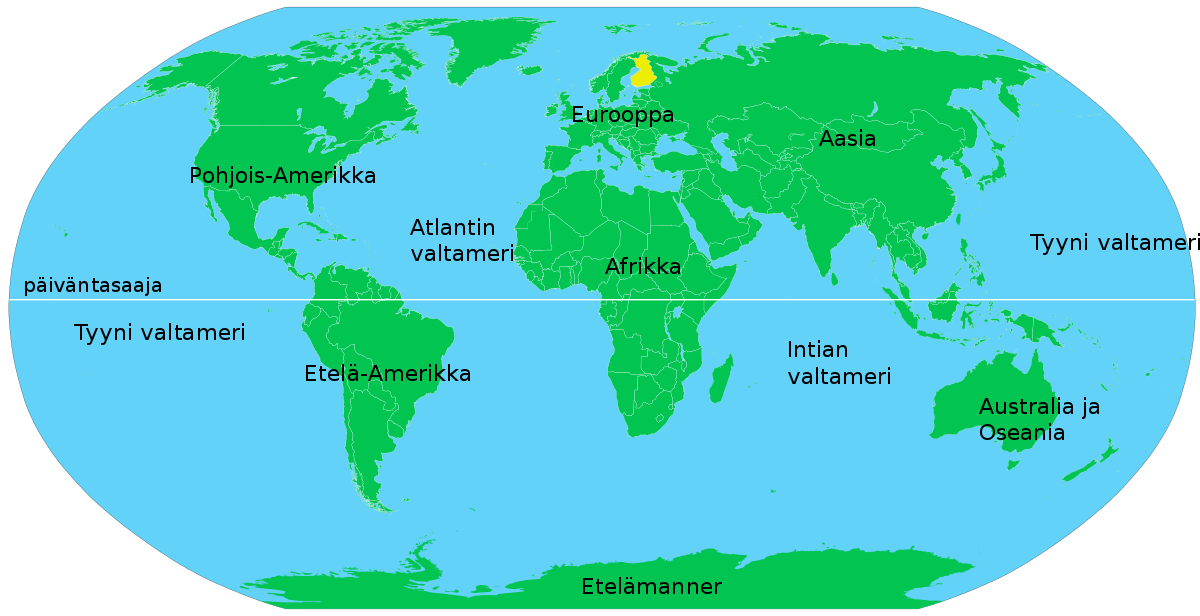 Eurooppa
Aasia
Pohjois-Amerikka
Atlantin
valtameri
Tyyni valtameri
Afrikka
päiväntasaaja
Tyyni valtameri
Intian
valtameri
Etelä-Amerikka
Australia ja
Oseania
Etelämanner